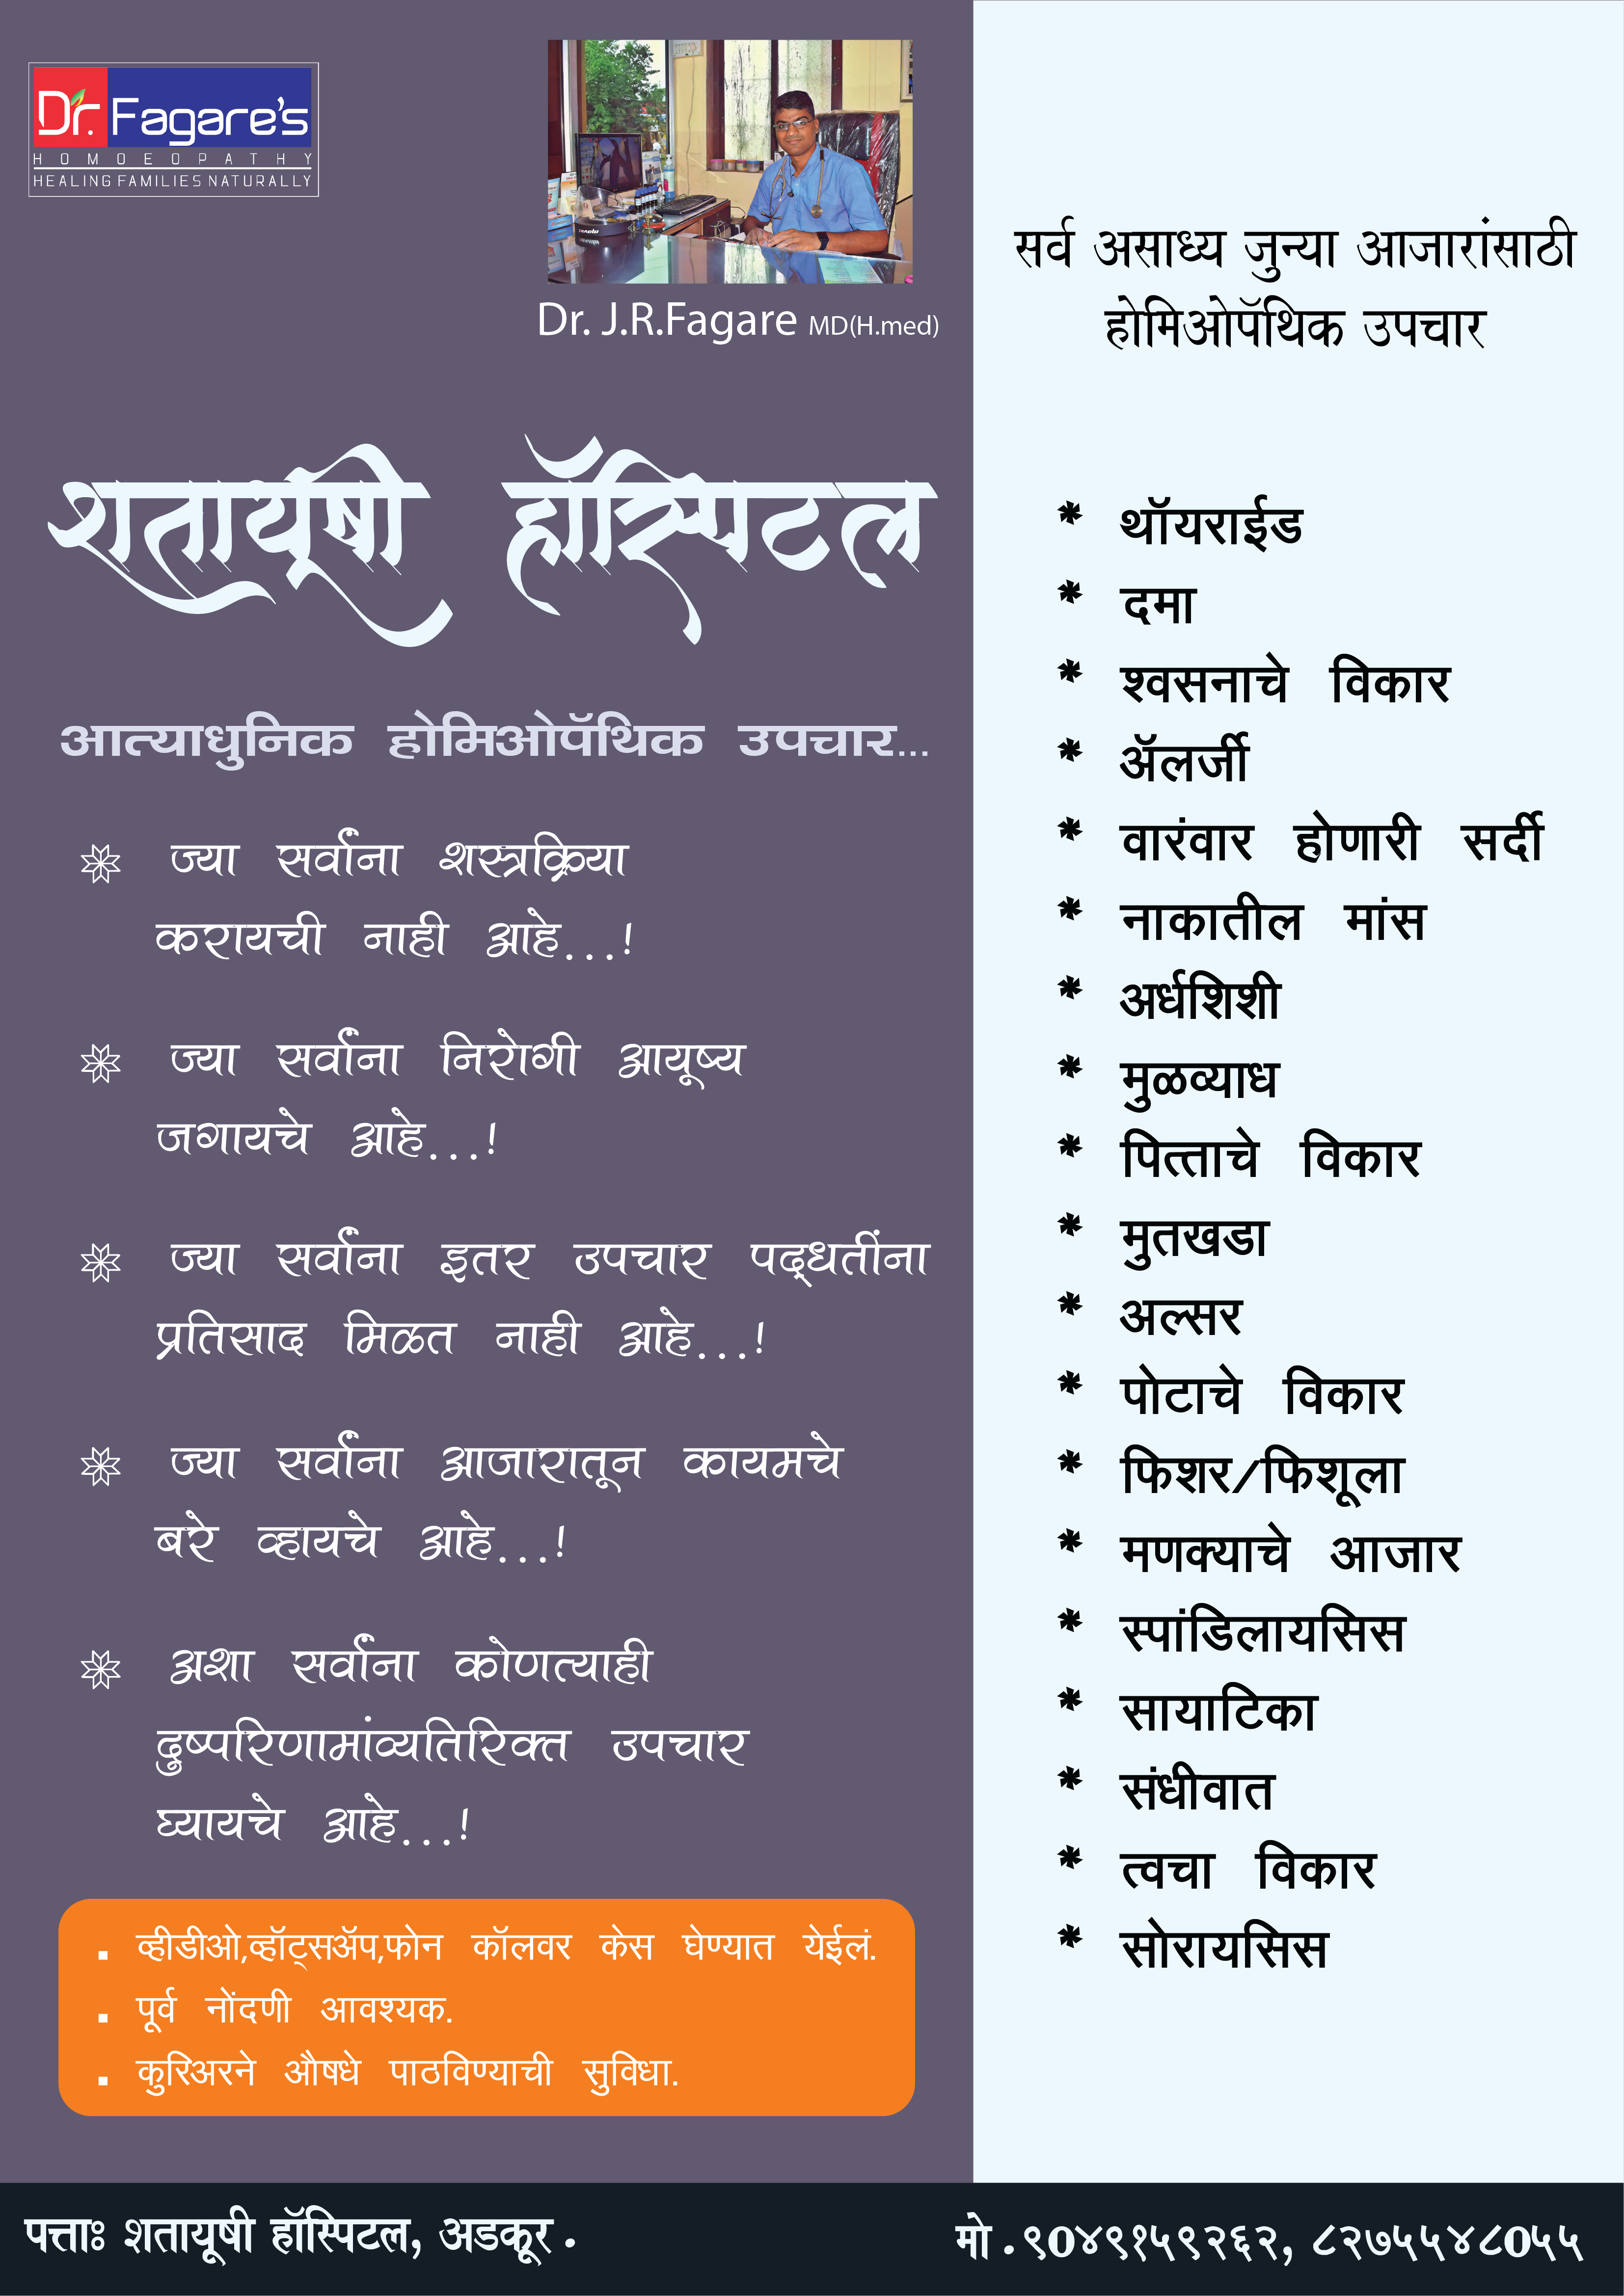 Dr. Fagare's
HOMOEOPATHY
HEALING FAMILIES NATURALLY
Dr. J.R.Fagare MD(H.med)
शतायूषी हॉस्पिटल
आत्याधुनिक होमिओपॅथिक उपचार...
ज्या सर्वांना शस्त्रक्रिया
करायची नाही आहे...!
ज्या सर्वांना निरोगी आयूष्य
जगायचे आहे...!
ज्या सर्वांना इतर उपचार पद्धतींना
प्रतिसाद मिळत नाही आहे...!
ज्या सर्वांना आजारातून कायमचे
बरे व्हायचे आहे...!
अशा सर्वांना कोणत्याही
दुष्परिणामांव्यतिरिक्त उपचार
घ्यायचे आहे...!
▪ व्हीडीओ,व्हॉट्सॲप,फोन कॉलवर केस घेण्यात येईलं.
▪ पूर्व नोंदणी आवश्यक.
▪ कुरिअरने औषधे पाठविण्याची सुविधा.
सर्व असाध्य जुन्या आजारांसाठी
होमिओपॅथिक उपचार
* थॉयराईड
* दमा
* श्वसनाचे विकार
* ॲलर्जी
* वारंवार होणारी सर्दी
* नाकातील मांस
* अर्धशिशी
* मुळव्याध
* पित्ताचे विकार
* मुतखडा
* अल्सर
* पोटाचे विकार
* फिशर/फिशूला
* मणक्याचे आजार
* स्पांडिलायसिस
* सायाटिका
* संधीवात
* त्वचा विकार
* सोरायसिस
पत्ताः शतायूषी हॉस्पिटल, अडकूर .
मो .९०४९१५९२६२, ८२७५५४८०५५